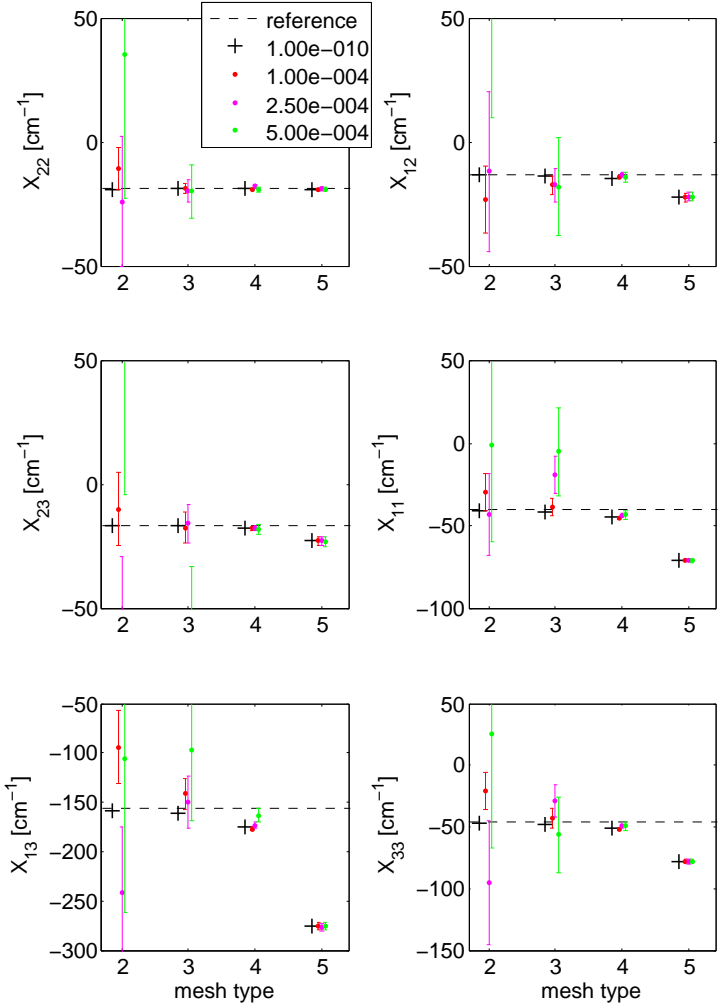 reference
1.00e−010
1.00e−004
2.50e−004
5.00e−004
50
0
−50
X22 [cm−1]
2 3 4 5
50
0
−50
X12 [cm−1]
2 3 4 5
50
0
−50
X23 [cm−1]
2 3 4 5
50
0
−50
−100
X11 [cm−1]
2 3 4 5
−50
−100
−150
−200
−250
−300
X13 [cm−1]
2 3 4 5
mesh type
50
0
−50
−100
−150
X33 [cm−1]
2 3 4 5
mesh type